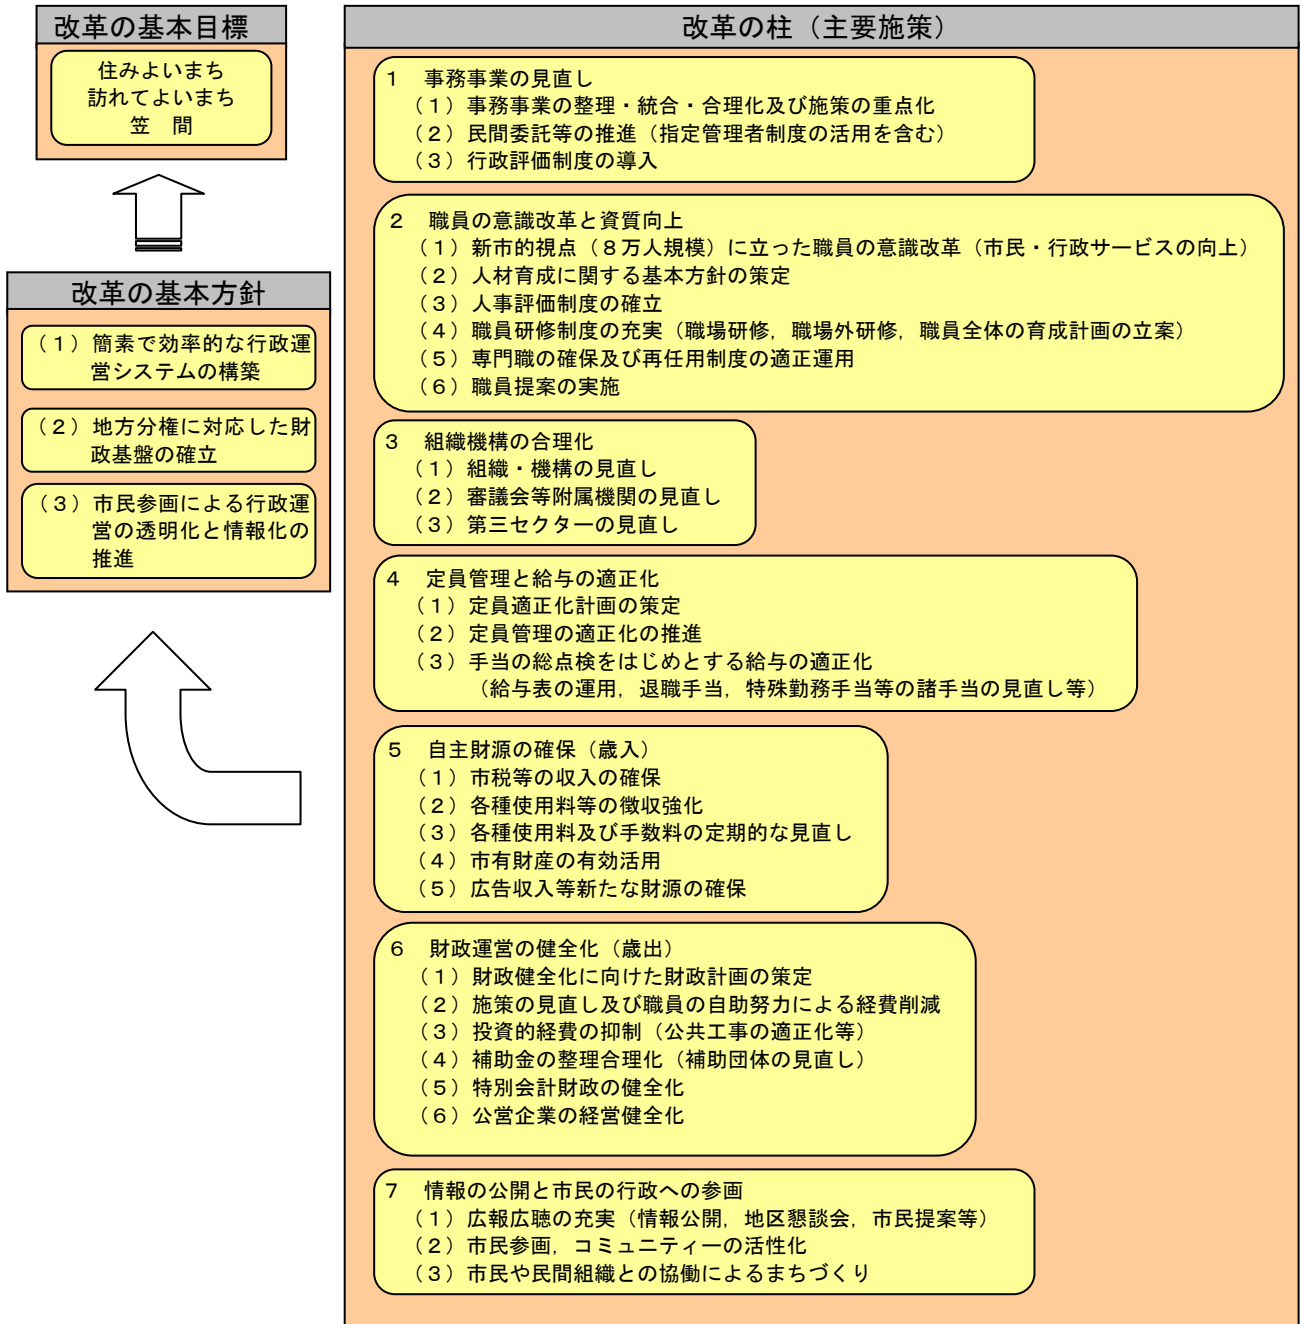 改革の基本目標
住みよいまち
訪れてよいまち
笠　間
改革の基本方針
（１）簡素で効率的な行政運
営システムの構築
（２）地方分権に対応した財
政基盤の確立
（３）市民参画による行政運
営の透明化と情報化の
推進
改革の柱（主要施策）
１　事務事業の見直し
（１）事務事業の整理・統合・合理化及び施策の重点化
（２）民間委託等の推進（指定管理者制度の活用を含む）
（３）行政評価制度の導入
２　職員の意識改革と資質向上
（１）新市的視点（８万人規模）に立った職員の意識改革（市民・行政サービスの向上）
（２）人材育成に関する基本方針の策定
（３）人事評価制度の確立
（４）職員研修制度の充実（職場研修，職場外研修，職員全体の育成計画の立案）
（５）専門職の確保及び再任用制度の適正運用
（６）職員提案の実施
３　組織機構の合理化
（１）組織・機構の見直し
（２）審議会等附属機関の見直し
（３）第三セクターの見直し
４　定員管理と給与の適正化
（１）定員適正化計画の策定
（２）定員管理の適正化の推進
（３）手当の総点検をはじめとする給与の適正化
（給与表の運用，退職手当，特殊勤務手当等の諸手当の見直し等）
５　自主財源の確保（歳入）
（１）市税等の収入の確保
（２）各種使用料等の徴収強化
（３）各種使用料及び手数料の定期的な見直し
（４）市有財産の有効活用
（５）広告収入等新たな財源の確保
６　財政運営の健全化（歳出）
（１）財政健全化に向けた財政計画の策定
（２）施策の見直し及び職員の自助努力による経費削減
（３）投資的経費の抑制（公共工事の適正化等）
（４）補助金の整理合理化（補助団体の見直し）
（５）特別会計財政の健全化
（６）公営企業の経営健全化
７　情報の公開と市民の行政への参画
（１）広報広聴の充実（情報公開，地区懇談会，市民提案等）
（２）市民参画，コミュニティーの活性化
（３）市民や民間組織との協働によるまちづくり